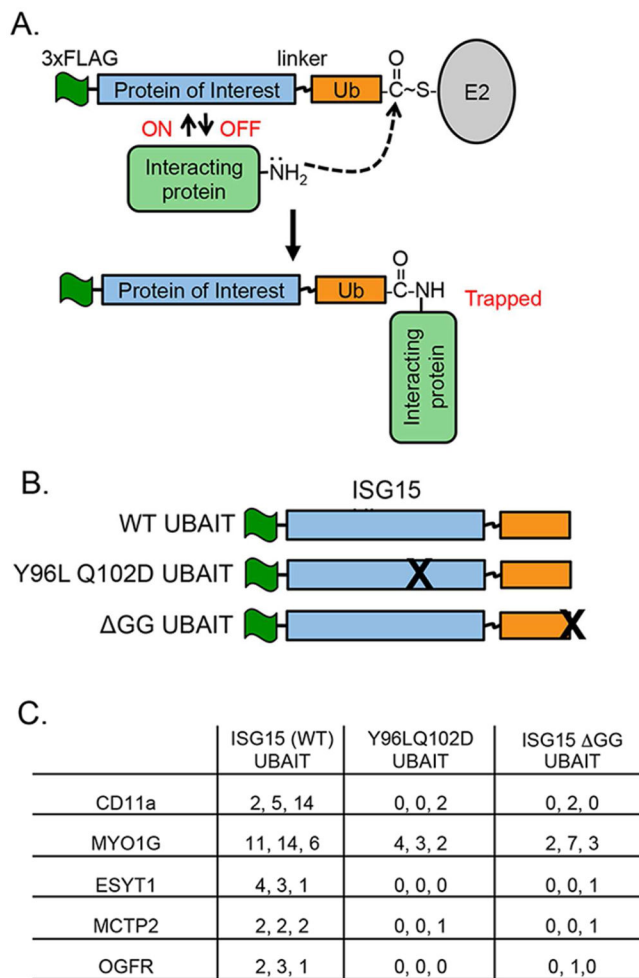 A.
3xFLAG linker
Protein of Interest Ub C~S- E2
O
ON OFF
Interacting protein
N̈H₂
O
Protein of Interest Ub C-NH
Trapped
Interacting protein
B.
ISG15
WT UBAIT
Y96L Q102D UBAIT
X
ΔGG UBAIT
X
C.
ISG15 (WT) UBAIT Y96LQ102D UBAIT ISG15 ΔGG UBAIT
CD11a 2, 5, 14 0, 0, 2 0, 2, 0
MYO1G 11, 14, 6 4, 3, 2 2, 7, 3
ESYT1 4, 3, 1 0, 0, 0 0, 0, 1
MCTP2 2, 2, 2 0, 0, 1 0, 0, 1
OGFR 2, 3, 1 0, 0, 0 0, 1,0